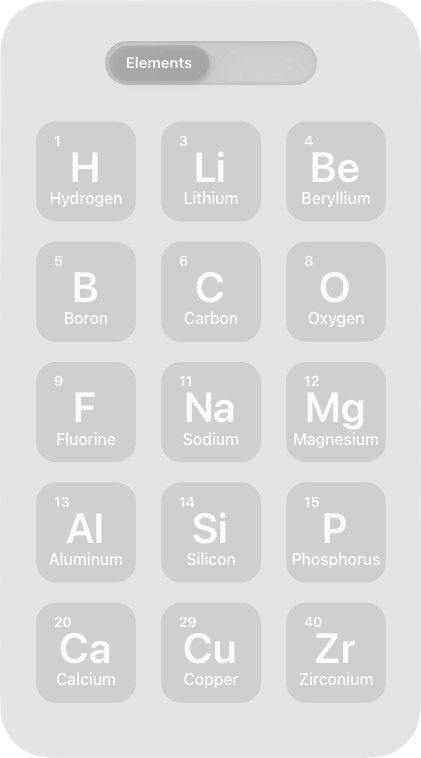 Elements
1
H
Hydrogen
3
Li
Lithium
4
Be
Beryllium
5
B
Boron
6
C
Carbon
8
O
Oxygen
9
F
Fluorine
11
Na
Sodium
12
Mg
Magnesium
13
Al
Aluminum
14
Si
Silicon
15
P
Phosphorus
20
Ca
Calcium
29
Cu
Copper
40
Zr
Zirconium